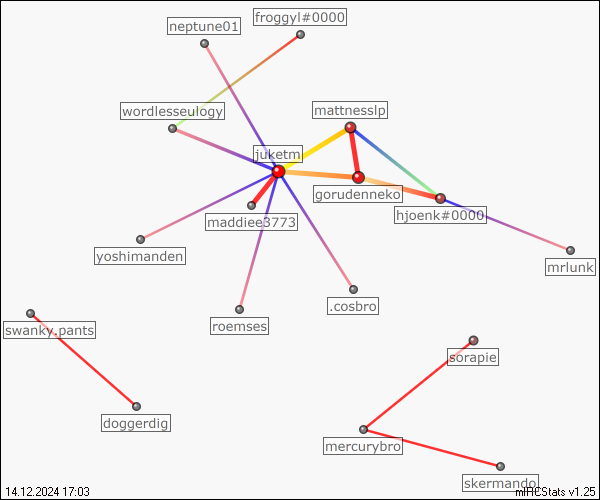 froggyl#0000
neptune01
wordlesseulogy
mattnesslp
juketm
gorudenneko
maddiee3773
hjoenk#0000
yoshimanden
mrlunk
roemses
.cosbro
swanky.pants
sorapie
doggerdig
mercurybro
skermando
14.12.2024 17:03
mIRCStats v1.25